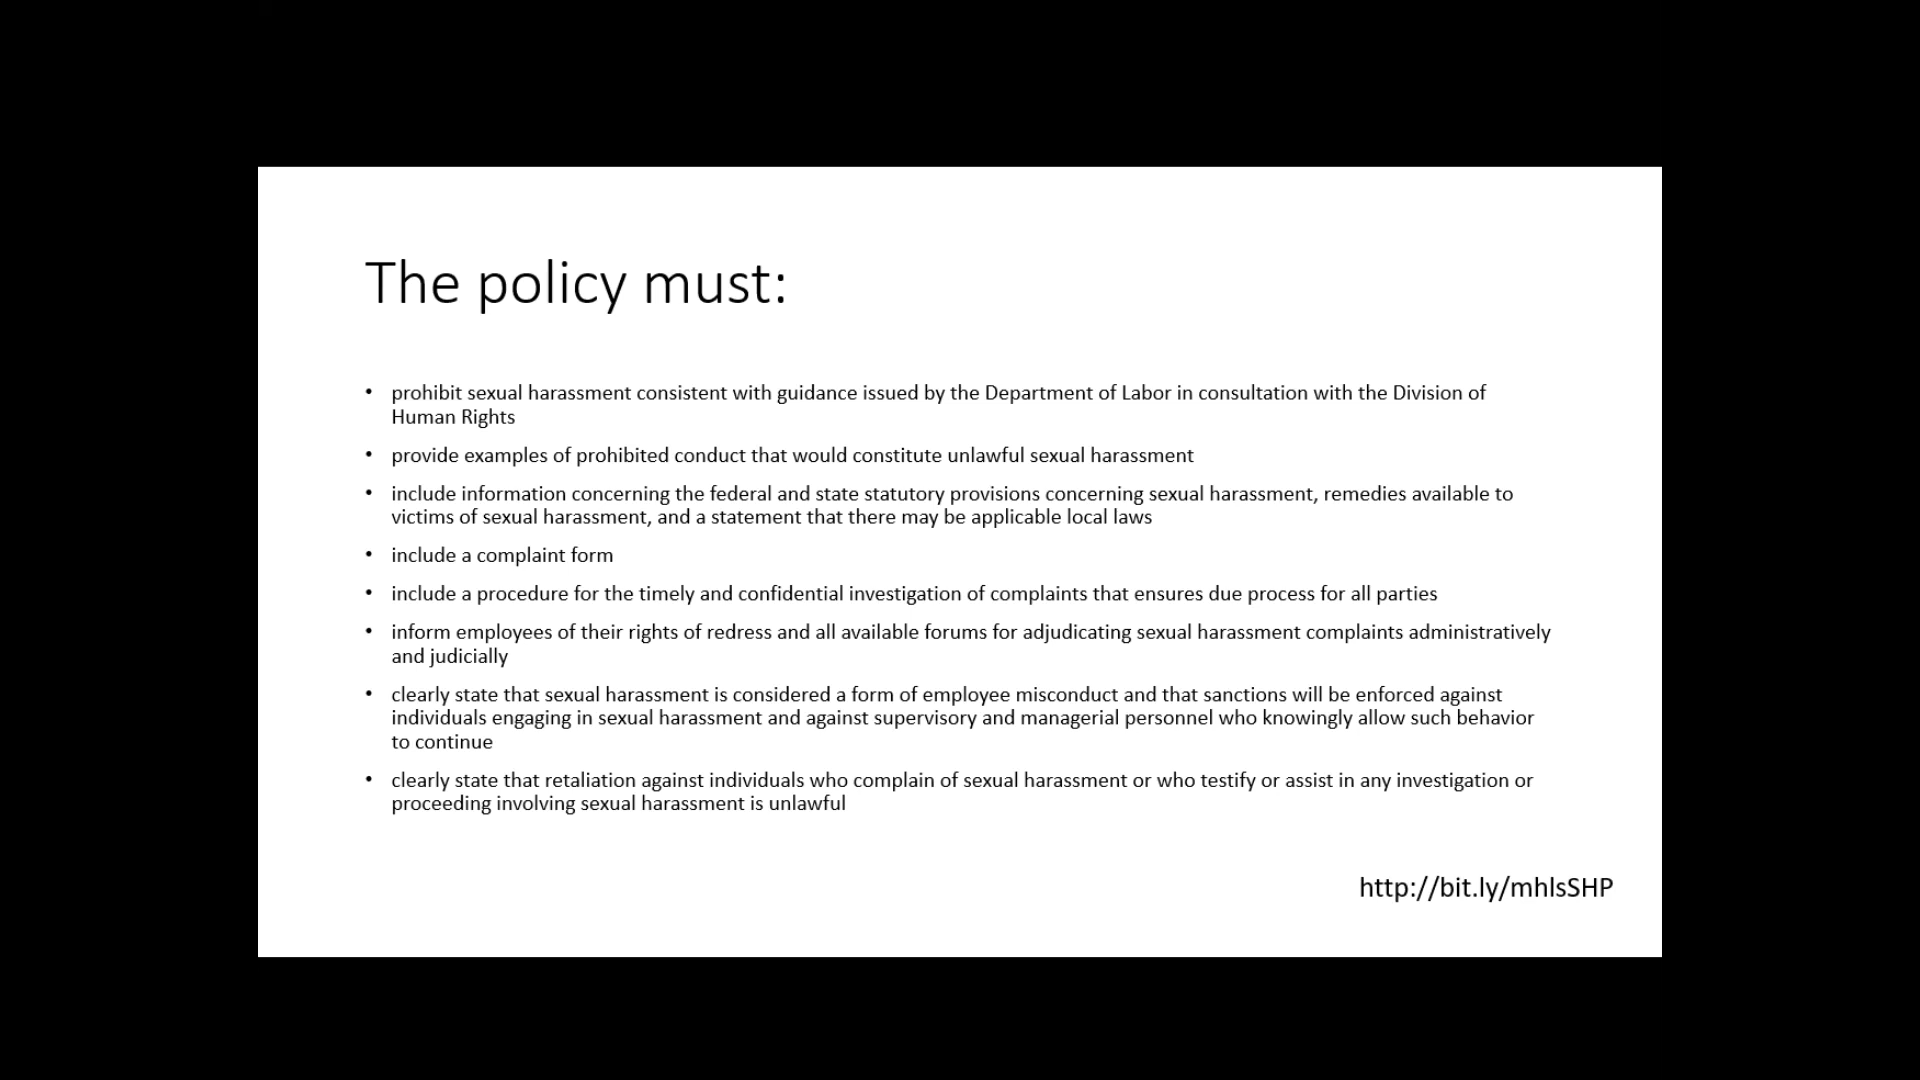 The policy must:
• prohibit sexual harassment consistent with guidance issued by the Department of Labor in consultation with the Division of
Human Rights
• provide examples of prohibited conduct that would constitute unlawful sexual harassment
• include information concerning the federal and state statutory provisions concerning sexual harassment, remedies available to
victims of sexual harassment, and a statement that there may be applicable local laws
• include a complaint form
• include a procedure for the timely and confidential investigation of complaints that ensures due process for all parties
• inform employees of their rights of redress and all available forums for adjudicating sexual harassment complaints administratively
and judicially
• clearly state that sexual harassment is considered a form of employee misconduct and that sanctions will be enforced against
individuals engaging in sexual harassment and against supervisory and managerial personnel who knowingly allow such behavior
to continue
• clearly state that retaliation against individuals who complain of sexual harassment or who testify or assist in any investigation or
proceeding involving sexual harassment is unlawful
http://bit.ly/mhlsSHP